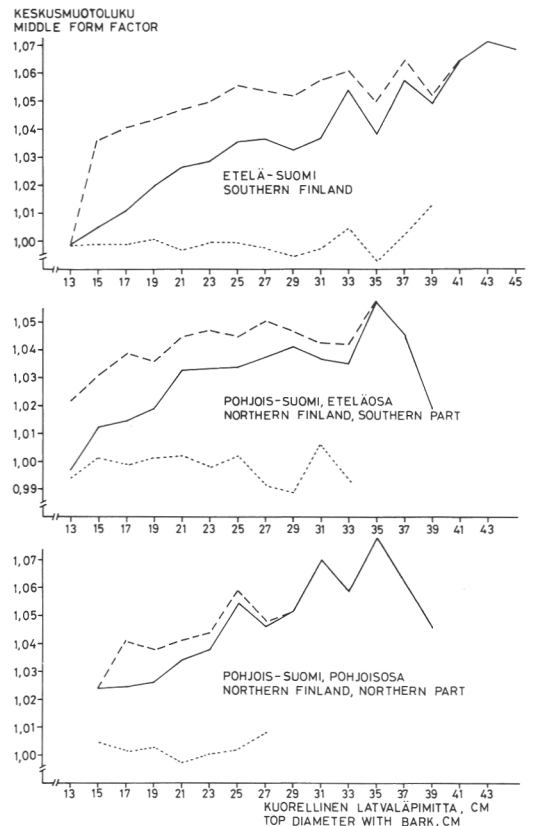 KESKUSMUOTOLUKU
MIDDLE FORM FACTOR
1,07
1,06
1,05
1,04
1,03
1,02
1,01
1,00
ETELÄ-SUOMI
SOUTHERN FINLAND
13 15 17 19 21 23 25 27 29 31 33 35 37 39 41 43 45
1,05
1,04
1,03
1,02
1,01
1,00
0,99
POHJOIS-SUOMI, ETELÄOSA
NORTHERN FINLAND, SOUTHERN PART
13 15 17 19 21 23 25 27 29 31 33 35 37 39 41 43
1,07
1,06
1,05
1,04
1,03
1,02
1,01
1,00
POHJOIS-SUOMI, POHJOISOSA
NORTHERN FINLAND, NORTHERN PART
13 15 17 19 21 23 25 27 29 31 33 35 37 39 41 43
KUORELLINEN LATVALÄPIMITTA, CM
TOP DIAMETER WITH BARK, CM